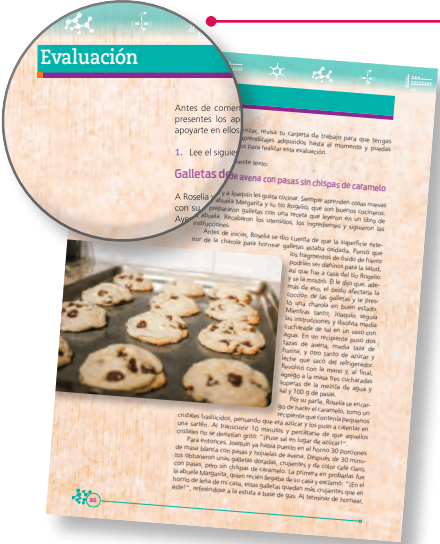 Evaluación
Antes de comenzar, revisa tu carpeta de trabajo para que tengas
presentes los aprendizajes adquiridos hasta el momento y puedas
apoyarte en ellos para realizar esta evaluación.
1. Lee el siguiente texto:
Galletas de avena con pasas sin chispas de caramelo
A Roselia y a Joaquín les gusta cocinar. Siempre aprenden cosas nuevas
con su abuela Margarita y su tío Rogelio, que son buenos cocineros.
Ayer prepararon galletas con una receta que leyeron en un libro de
abuela. Recibieron los utensilios, los ingredientes y siguieron las
instrucciones.
Antes de iniciar, Roselia se dio cuenta de que la superficie exte-
rior de la charola para hornear galletas estaba oxidada. Pensó que
los fragmentos de óxido de hierro
podrían ser dañinos para la salud,
así que fue a casa del tío Rogelio
y se la mostró. Él le dijo que, ade-
más de eso, el óxido afectaría la
cocción de las galletas y le pres-
tó una charola en buen estado.
Mientras tanto, Joaquín seguía
las instrucciones y disolvía media
cucharada de sal en un vaso con
agua. En un recipiente puso dos
tazas de avena, media taza de
harina, y otro tanto de azúcar y
leche que sacó del refrigerador.
Revolvió con la mano y, al final,
agregó a la masa tres cucharadas
soperas de la mezcla de agua y
sal y 100 g de pasas.
Por su parte, Roselia se encar-
gó de hacer el caramelo, tomó un
recipiente que contenía pequeños
cristales traslúcidos, pensando que era azúcar y los puso a calentar en
una sartén. Al transcurrir 10 minutos y percatarse de que aquellos
cristales no se derretían gritó: "¡Puse sal en lugar de azúcar!".
Para entonces, Joaquín ya había puesto en el horno 30 porciones
de masa blanca con pasas y hojuelas de avena. Después de 30 minu-
tos obtuvieron unas galletas doradas, crujientes y de color café claro,
con pasas, pero sin chispas de caramelo. La primera en probarlas fue
la abuela Margarita, quien recién llegaba de su casa y exclamó: "¡En el
horno de leña de mi casa, estas galletas quedan más crujientes que en
éste!", refiriéndose a la estufa a base de gas. Al terminar de hornear,